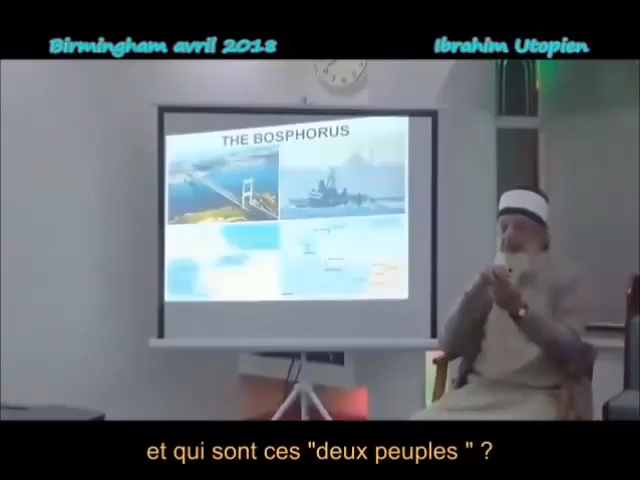 Birmingham avril 2018
Ibrahim Utopien
THE BOSPHORUS
et qui sont ces "deux peuples " ?